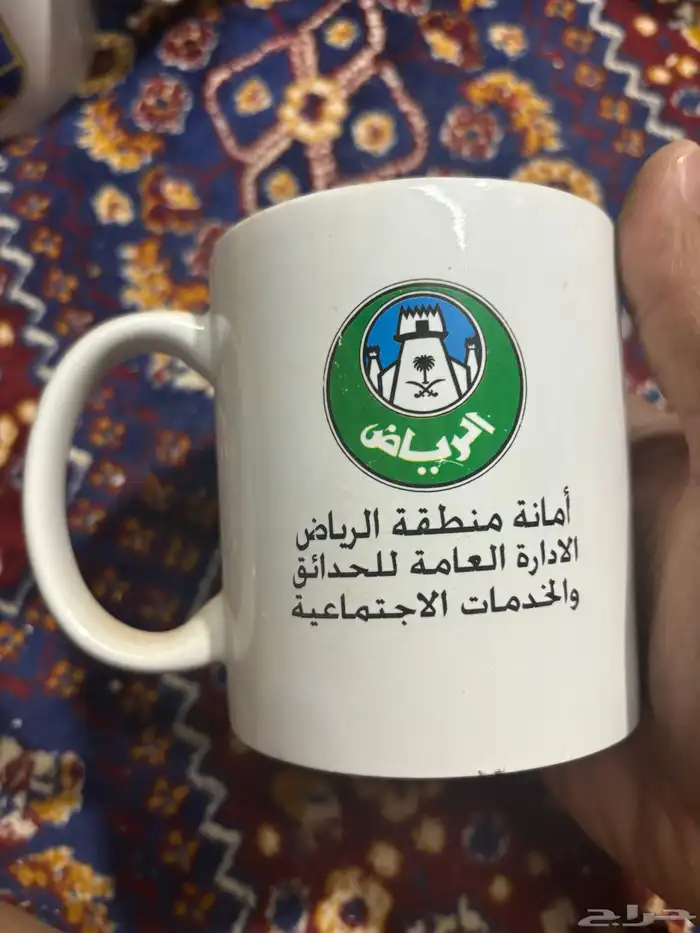 الرياض
أمانة منطقة الرياض
الادارة العامة للحدائق
والخدمات الاجتماعية
حراج